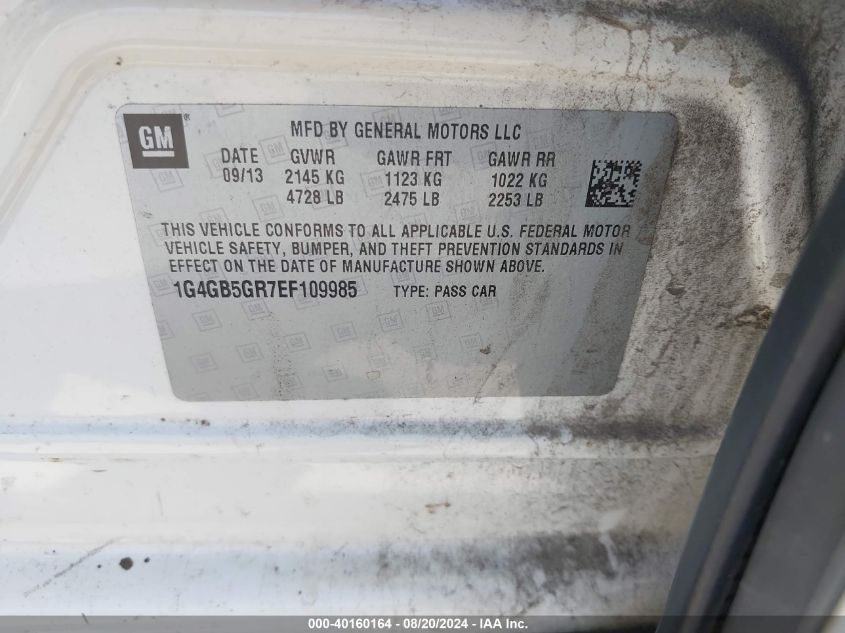 GM®
MFD BY GENERAL MOTORS LLC
DATE GVWR GAWR FRT GAWR RR
09/13 2145 KG 1123 KG 1022 KG
4728 LB 2475 LB 2253 LB
THIS VEHICLE CONFORMS TO ALL APPLICABLE U.S. FEDERAL MOTOR
VEHICLE SAFETY, BUMPER, AND THEFT PREVENTION STANDARDS IN
EFFECT ON THE DATE OF MANUFACTURE SHOWN ABOVE.
1G4GB5GR7EF109985 TYPE: PASS CAR
000-40160164 - 08/20/2024 - IAA Inc.